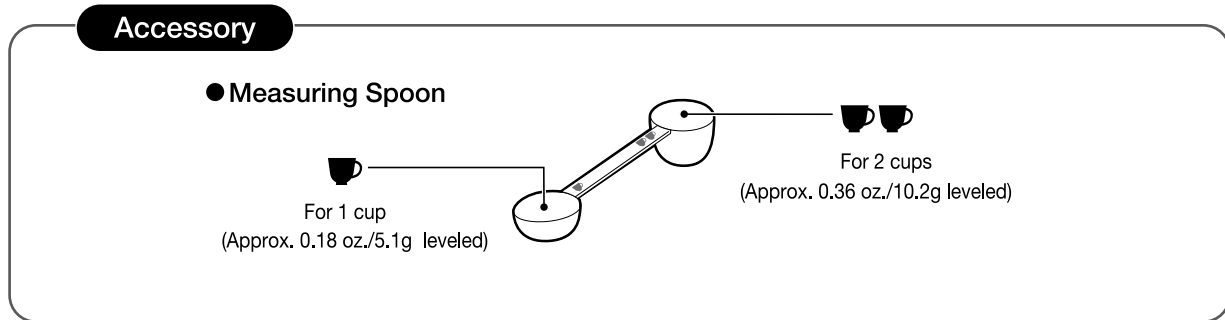 Accessory
● Measuring Spoon
For 1 cup
(Approx. 0.18 oz./5.1g leveled)
For 2 cups
(Approx. 0.36 oz./10.2g leveled)